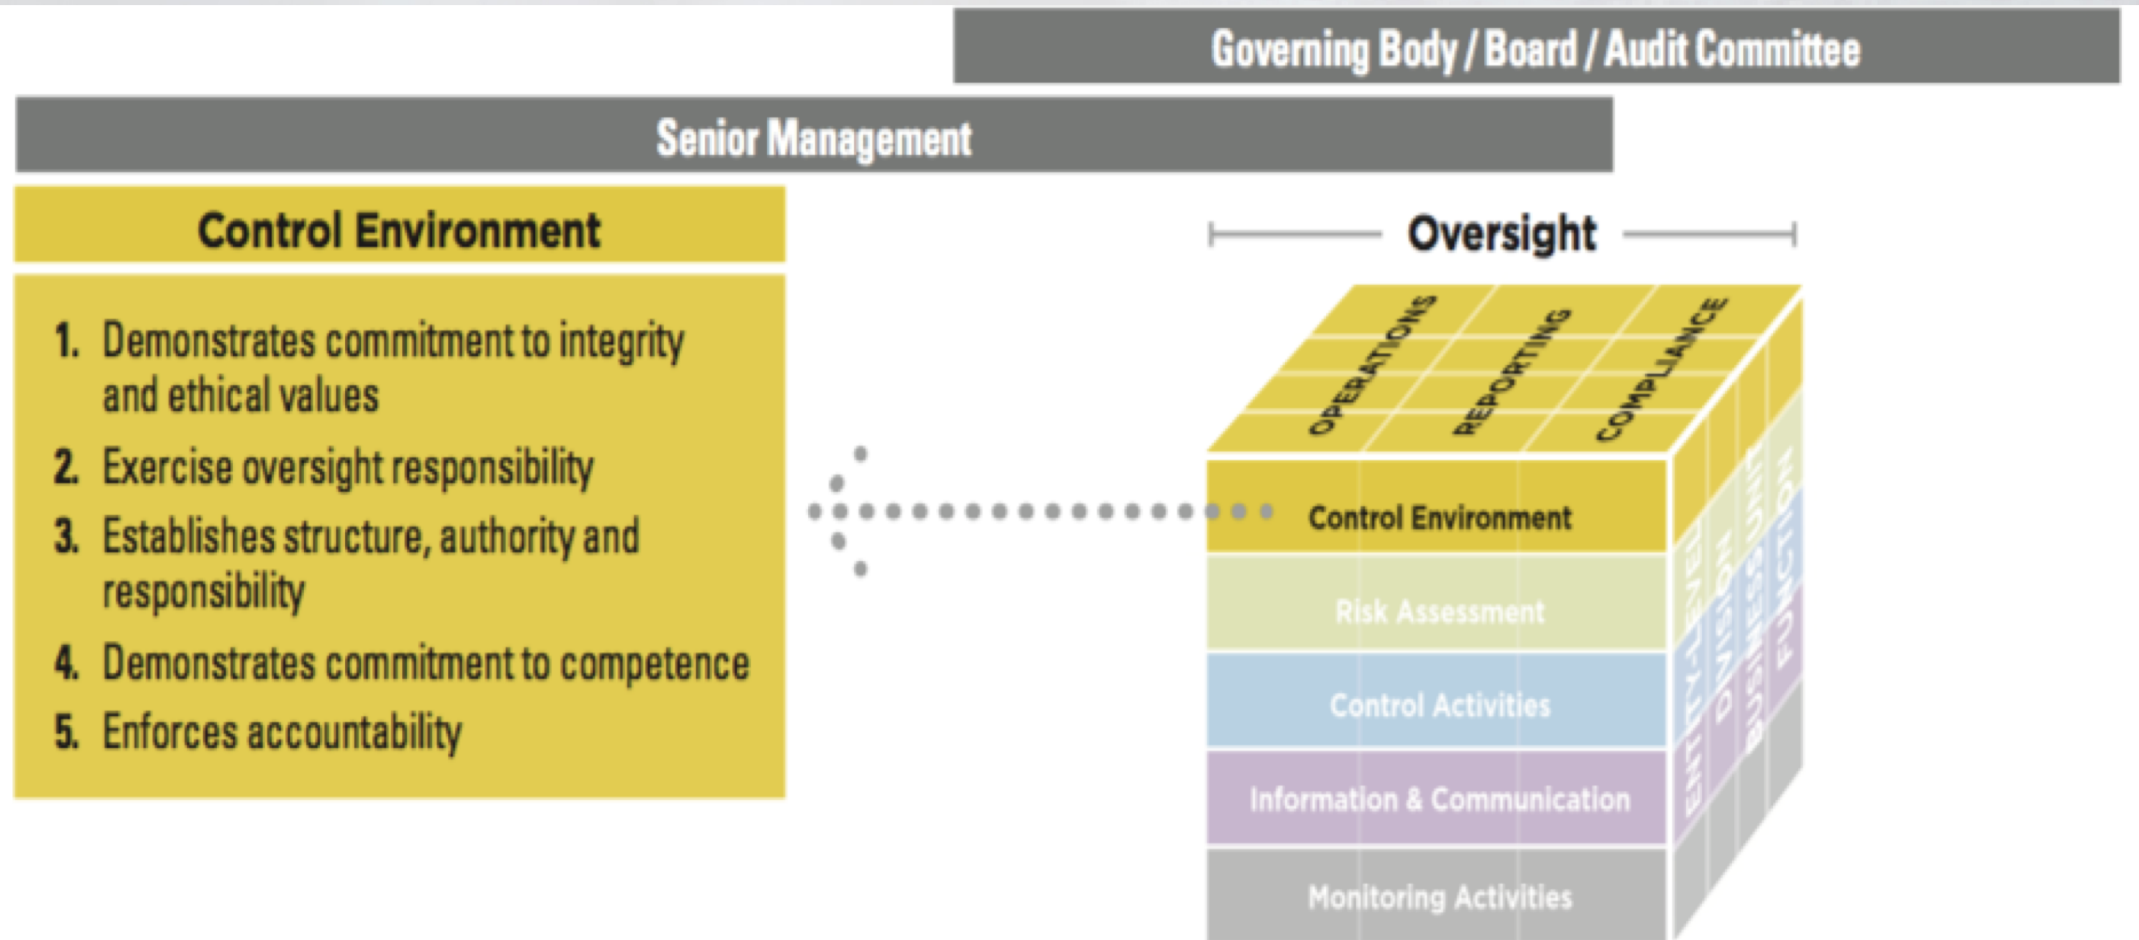 Governing Body / Board / Audit Committee
Senior Management
Control Environment
1. Demonstrates commitment to integrity
and ethical values
2. Exercise oversight responsibility
3. Establishes structure, authority and
responsibility
4. Demonstrates commitment to competence
5. Enforces accountability
Oversight
OPERATIONS
REPORTING
COMPLIANCE
Control Environment
Risk Assessment
Control Activities
Information & Communication
Monitoring Activities
ENTITY-LEVEL
DIVISION
BUSINESS UNIT
FUNCTION